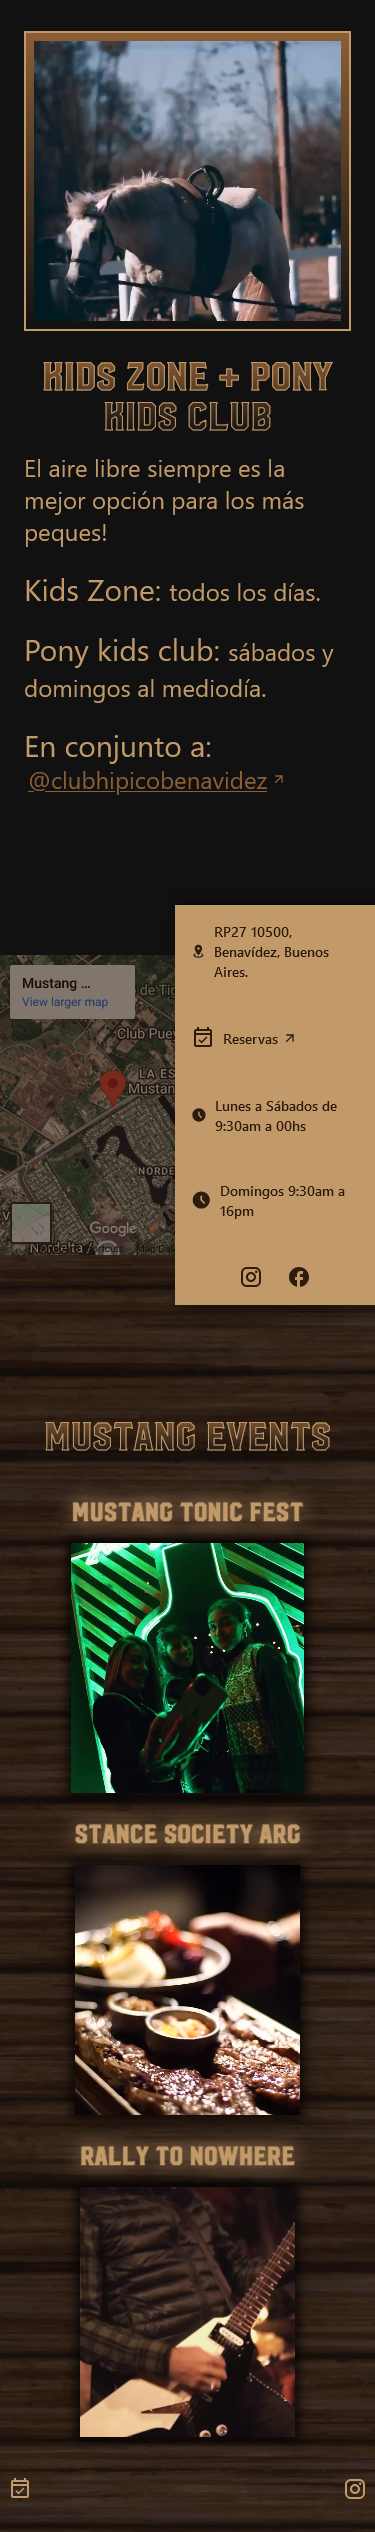 KIDS ZONE + PONY
KIDS CLUB
El aire libre siempre es la
mejor opción para los más
peques!
Kids Zone: todos los días.
Pony kids club: sábados y
domingos al mediodía.
En conjunto a:
@clubhipicobenavidez
RP27 10500,
Benavídez, Buenos
Aires.
Reservas
Lunes a Sábados de
9:30am a 00hs
Domingos 9:30am a
16pm
Mustang ...
View larger map
de Tig
Club Puey
LA ES
Mustan
NORDE
Google
Nordelta
MUSTANG EVENTS
MUSTANG TONIC FEST
STANCE SOCIETY ARG
RALLY TO NOWHERE